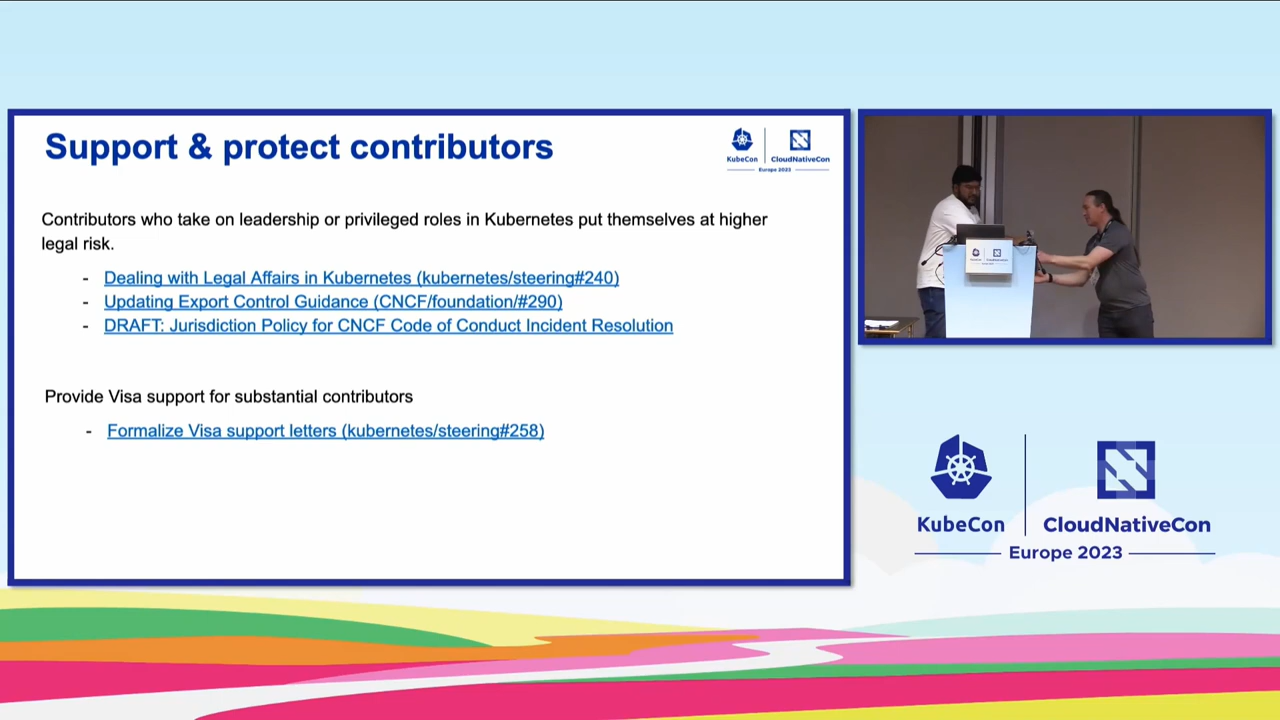 Support & protect contributors
KubeCon
CloudNativeCon
Europe 2023
Contributors who take on leadership or privileged roles in Kubernetes put themselves at higher
legal risk.
- Dealing with Legal Affairs in Kubernetes (kubernetes/steering#240)
- Updating Export Control Guidance (CNCF/foundation/#290)
- DRAFT: Jurisdiction Policy for CNCF Code of Conduct Incident Resolution
Provide Visa support for substantial contributors
- Formalize Visa support letters (kubernetes/steering#258)
KubeCon
CloudNativeCon
Europe 2023